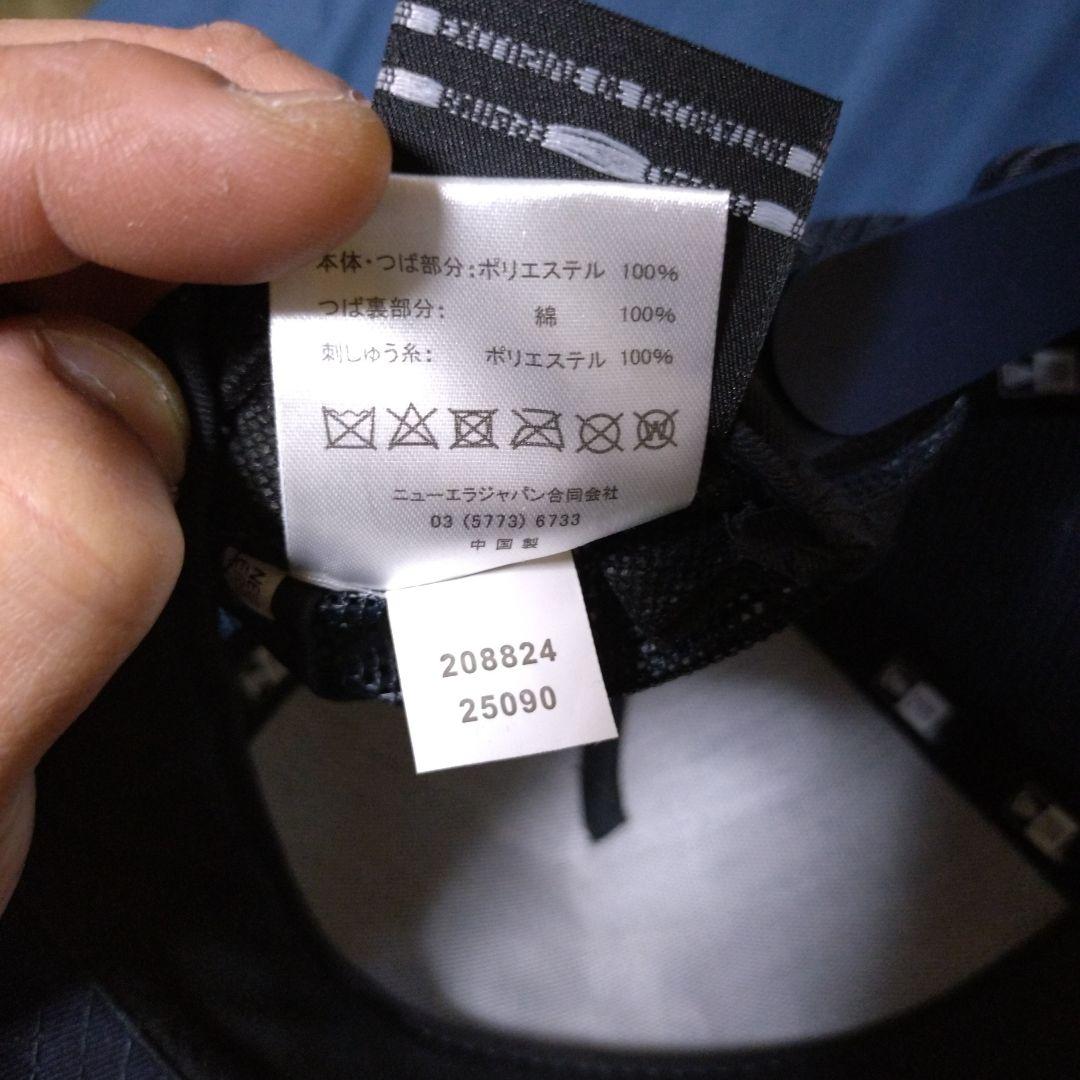 本体・つば部分:ポリエステル 100%
つば裏部分: 綿 100%
刺しゅう糸: ポリエステル 100%
ニューエラジャパン合同会社
03 (5773) 6733
中国製
208824
25090